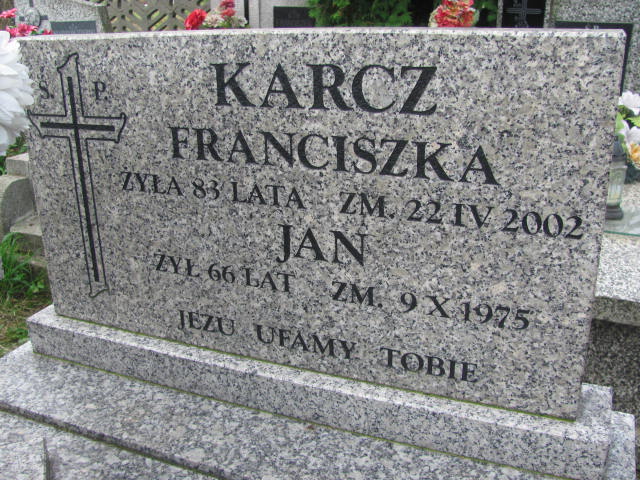 KARCZ
Ś. P.
FRANCISZKA
ŻYŁA 83 LATA ZM. 22 IV 2002
JAN
ŻYŁ 66 LAT ZM. 9 X 1975
JEZU UFAMY TOBIE